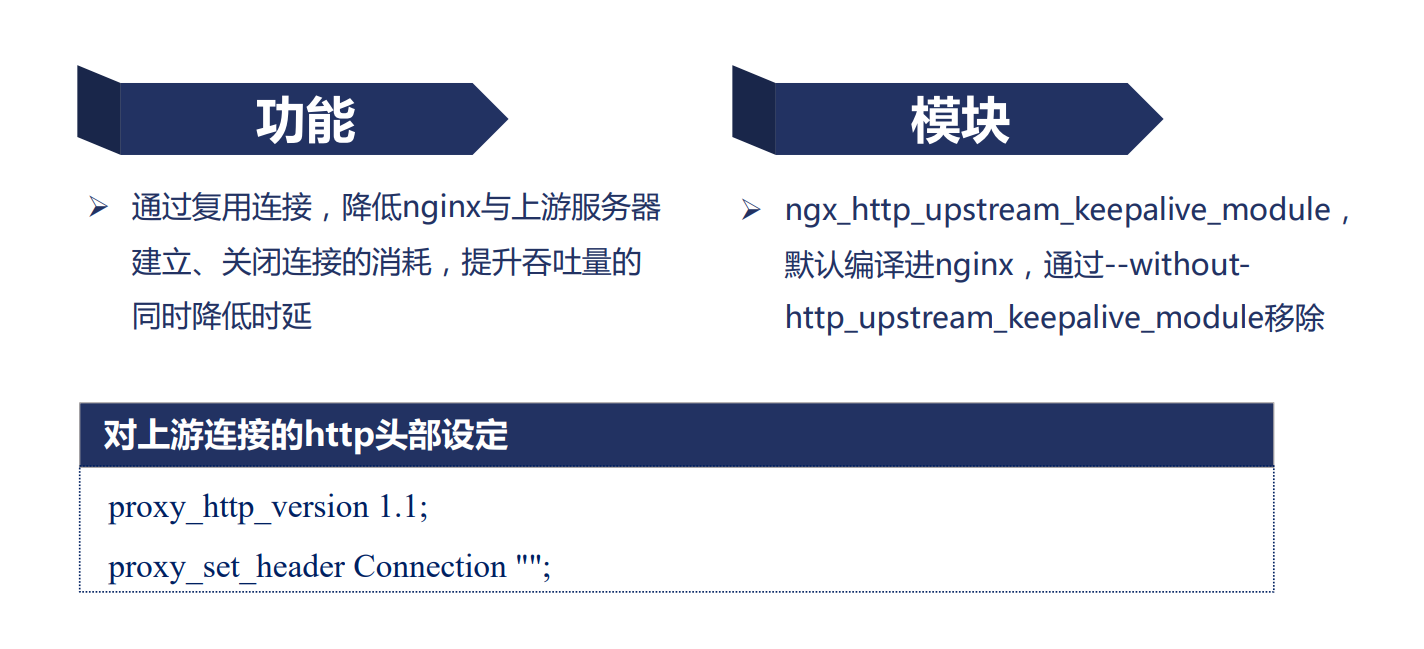 功能
通过复用连接，降低nginx与上游服务器
建立、关闭连接的消耗，提升吞吐量的
同时降低时延
模块
ngx_http_upstream_keepalive_module，
默认编译进nginx，通过--without-
http_upstream_keepalive_module移除
对上游连接的http头部设定
proxy_http_version 1.1;
proxy_set_header Connection "";